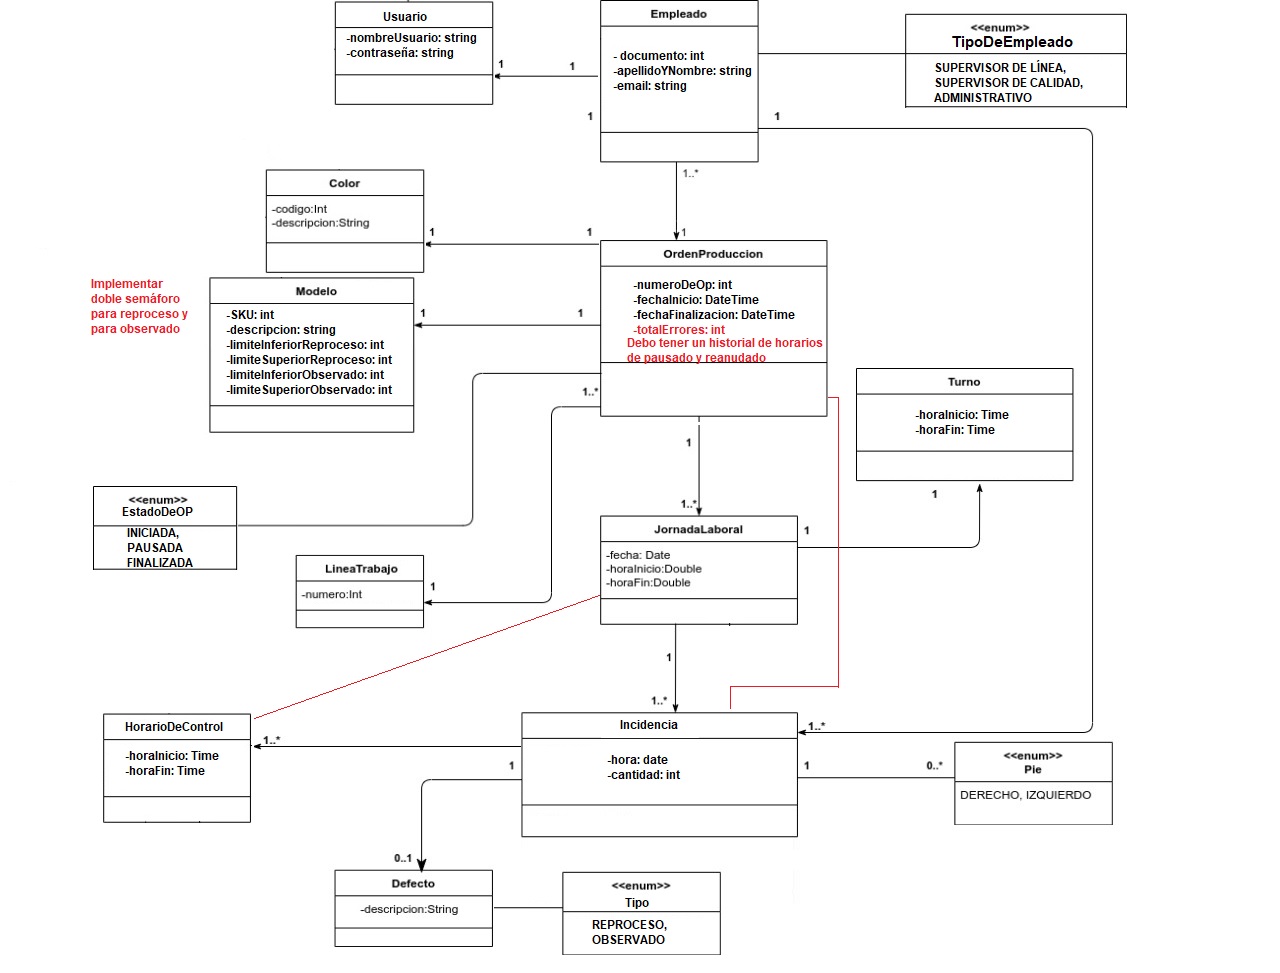 Usuario
-nombreUsuario: string
-contraseña: string
1
1
Empleado
- documento: int
-apellidoYNombre: string
-email: string
<<enum>>
TipoDeEmpleado
SUPERVISOR DE LÍNEA,
SUPERVISOR DE CALIDAD,
ADMINISTRATIVO
1
1
1..*
Color
-codigo:Int
-descripcion:String
1
1
1
OrdenProduccion
-numeroDeOp: int
-fechaInicio: DateTime
-fechaFinalizacion: DateTime
-totalErrores: int
Debo tener un historial de horarios
de pausado y reanudado
Implementar
doble semáforo
para reproceso y
para observado
Modelo
-SKU: int
-descripcion: string
-limiteInferiorReproceso: int
-limiteSuperiorReproceso: int
-limiteInferiorObservado: int
-limiteSuperiorObservado: int
1
1
1..*
Turno
-horaInicio: Time
-horaFin: Time
1
1
1..*
<<enum>>
EstadoDeOP
INICIADA,
PAUSADA
FINALIZADA
JornadaLaboral
-fecha: Date
-horaInicio:Double
-horaFin:Double
1
LineaTrabajo
-numero:Int
1
1
1..*
HorarioDeControl
-horaInicio: Time
-horaFin: Time
1..*
Incidencia
-hora: date
-cantidad: int
1..*
1
1
0..*
<<enum>>
Pie
DERECHO, IZQUIERDO
0..1
Defecto
-descripcion:String
<<enum>>
Tipo
REPROCESO,
OBSERVADO